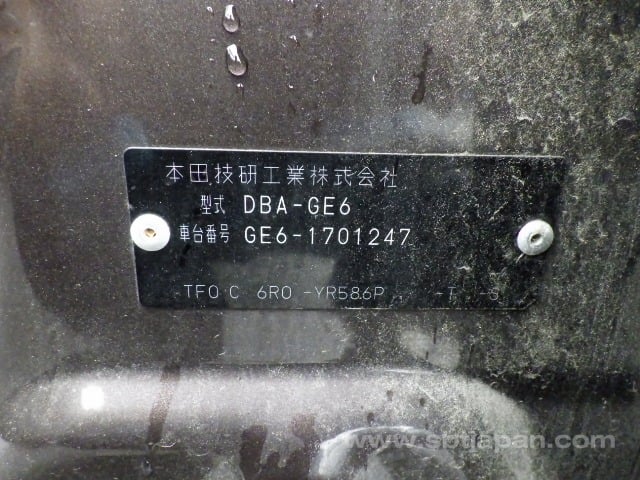 本田技研工業株式会社
型式 DBA-GE6
車台番号 GE6-1701247
TF0 C 6R0 -YR586P -T -S
www.sbtjapan.com